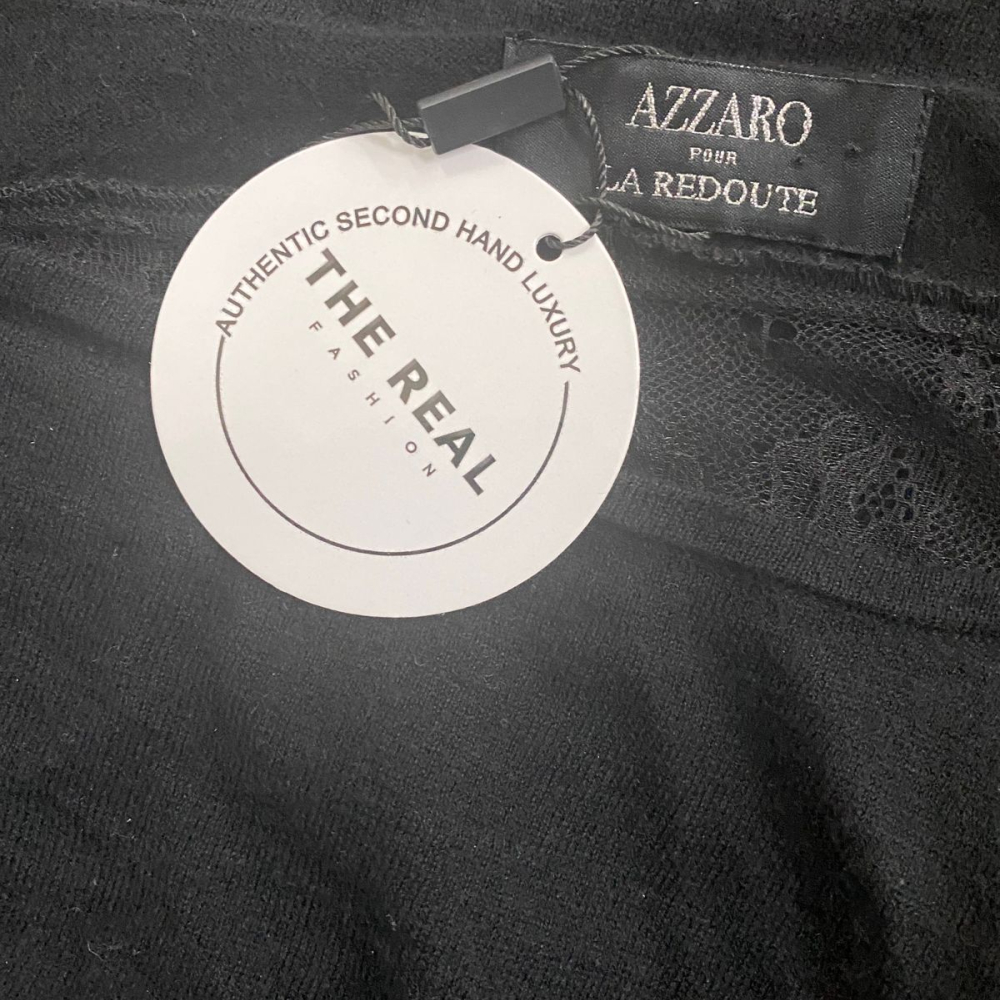 AZZARO
POUR
LA REDOUTE
AUTHENTIC SECOND HAND LUXURY
THE REAL
FASHION